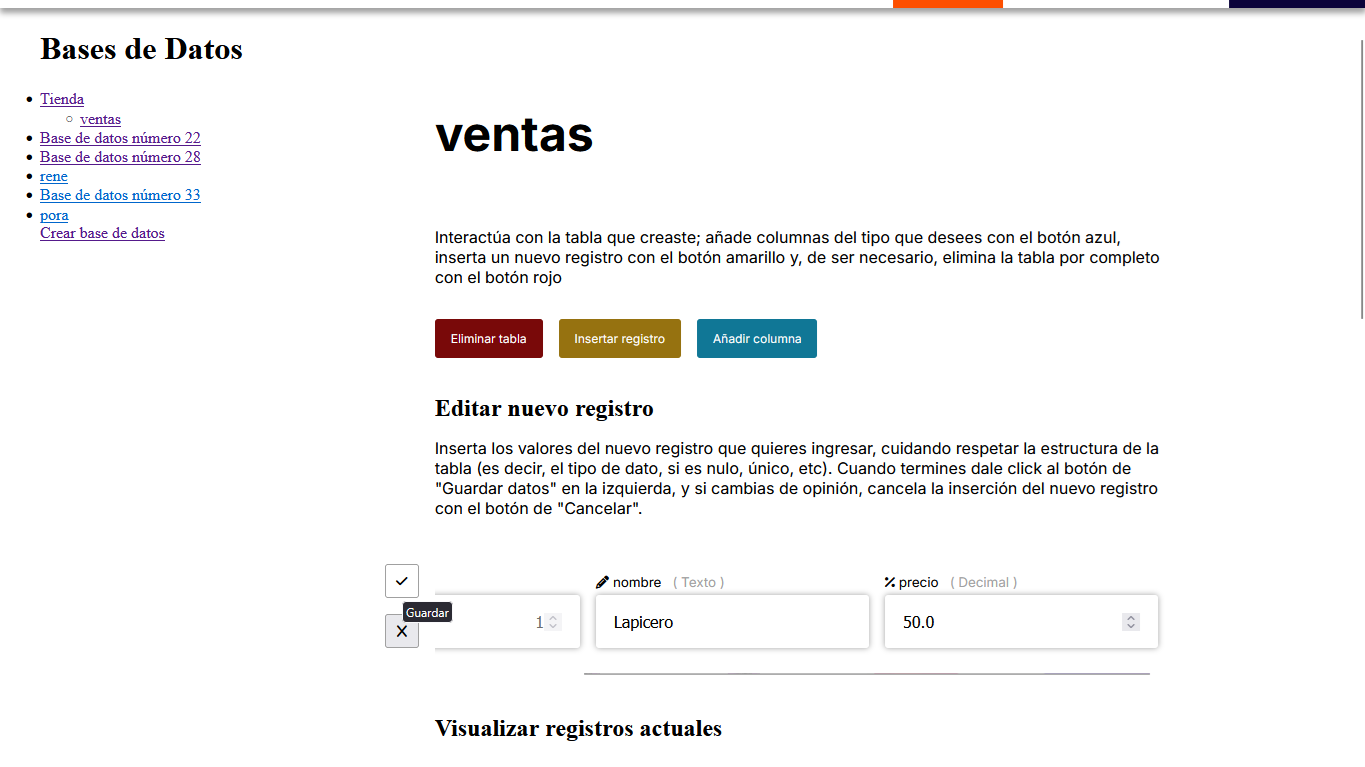 Bases de Datos
Tienda
ventas
Base de datos número 22
Base de datos número 28
rene
Base de datos número 33
pora
Crear base de datos
ventas
Interactúa con la tabla que creaste; añade columnas del tipo que desees con el botón azul,
inserta un nuevo registro con el botón amarillo y, de ser necesario, elimina la tabla por completo
con el botón rojo
Eliminar tabla
Insertar registro
Añadir columna
Editar nuevo registro
Inserta los valores del nuevo registro que quieres ingresar, cuidando respetar la estructura de la
tabla (es decir, el tipo de dato, si es nulo, único, etc). Cuando termines dale click al botón de
"Guardar datos" en la izquierda, y si cambias de opinión, cancela la inserción del nuevo registro
con el botón de "Cancelar".
nombre ( Texto )
precio ( Decimal )
Guardar
X
1
Lapicero
50.0
Visualizar registros actuales